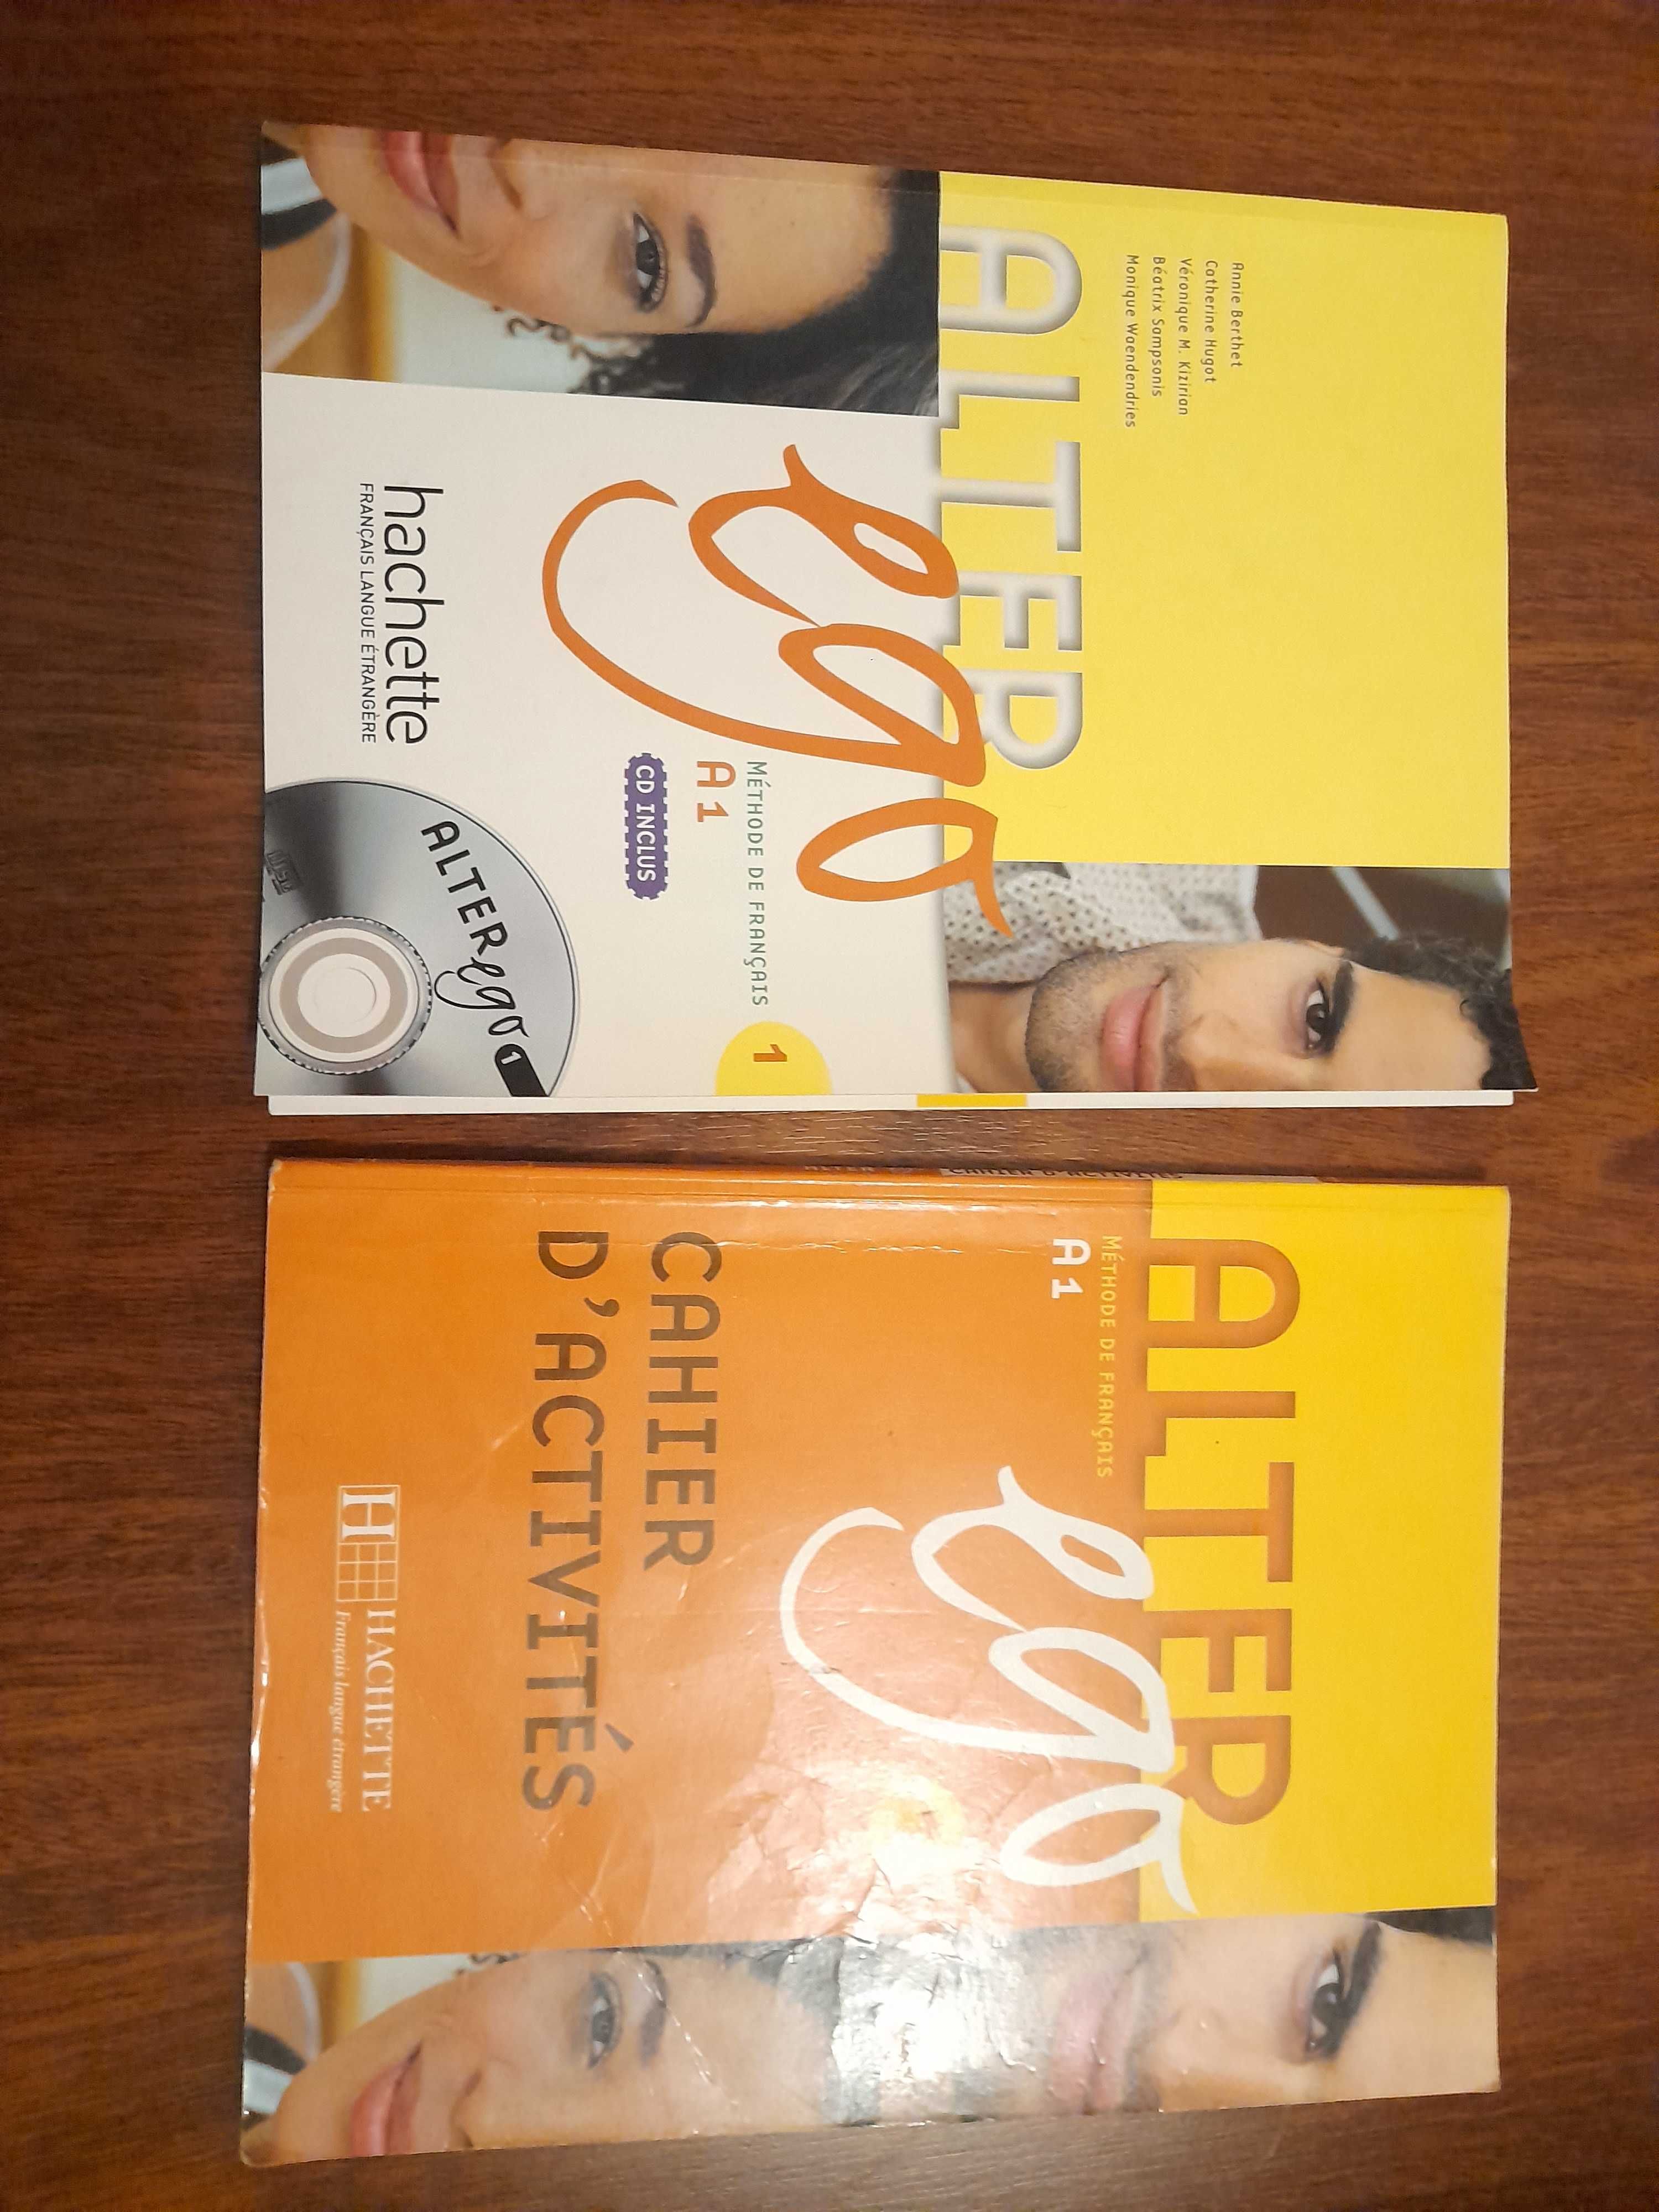 Annie Berthet
Catherine Hugot
Véronique M. Kizirian
Béatrix Sampsonis
Monique Waendendries
ALTER
ego
MÉTHODE DE FRANÇAIS
1
A1
CD INCLUS
hachette
FRANÇAIS LANGUE ÉTRANGÈRE
ALTER ego 1
ALTER
MÉTHODE DE FRANÇAIS
A1
ego
CAHIER
D'ACTIVITÉS
HACHETTE
Français langue étrangère
CAHIER D'ACTIVITÉS